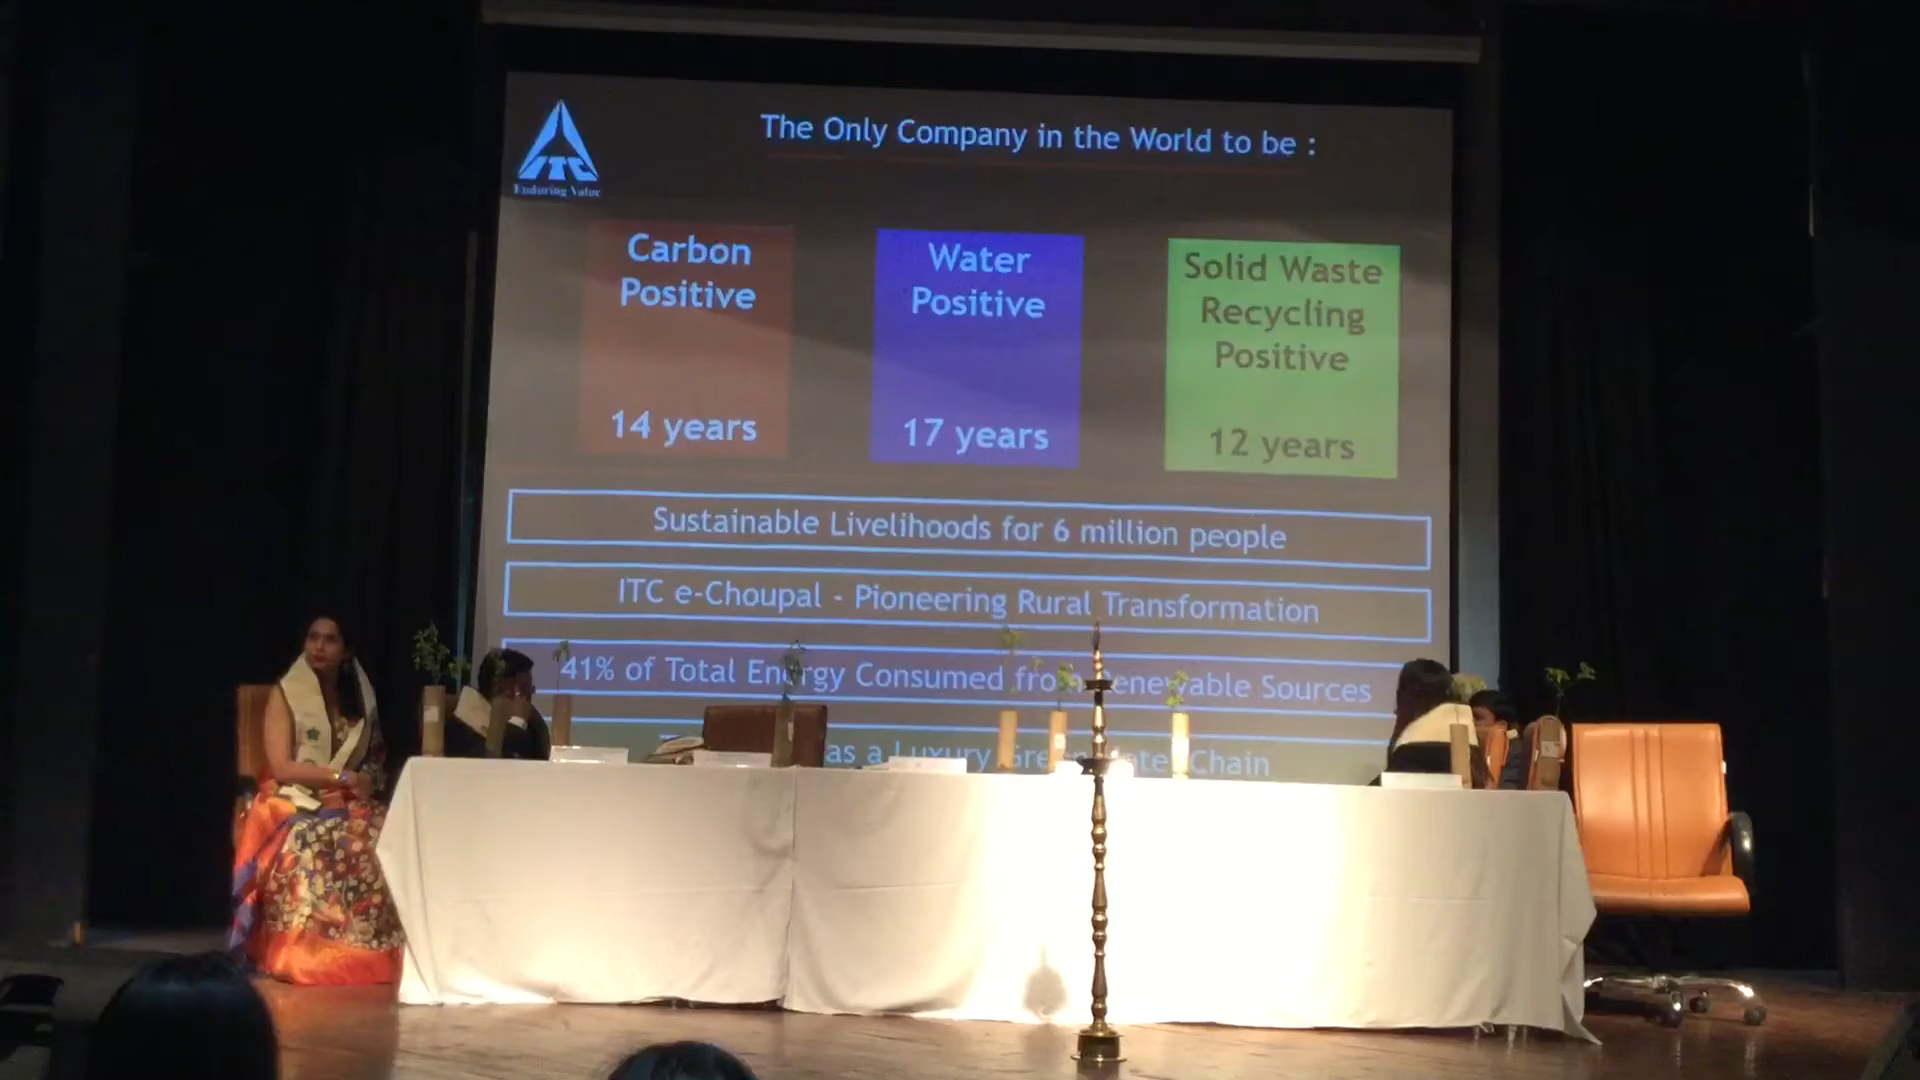 ITC
Enduring Value
The Only Company in the World to be :
Carbon
Positive
14 years
Water
Positive
17 years
Solid Waste
Recycling
Positive
12 years
Sustainable Livelihoods for 6 million people
ITC e-Choupal - Pioneering Rural Transformation
41% of Total Energy Consumed from Renewable Sources
as a Luxury Green Hotel Chain